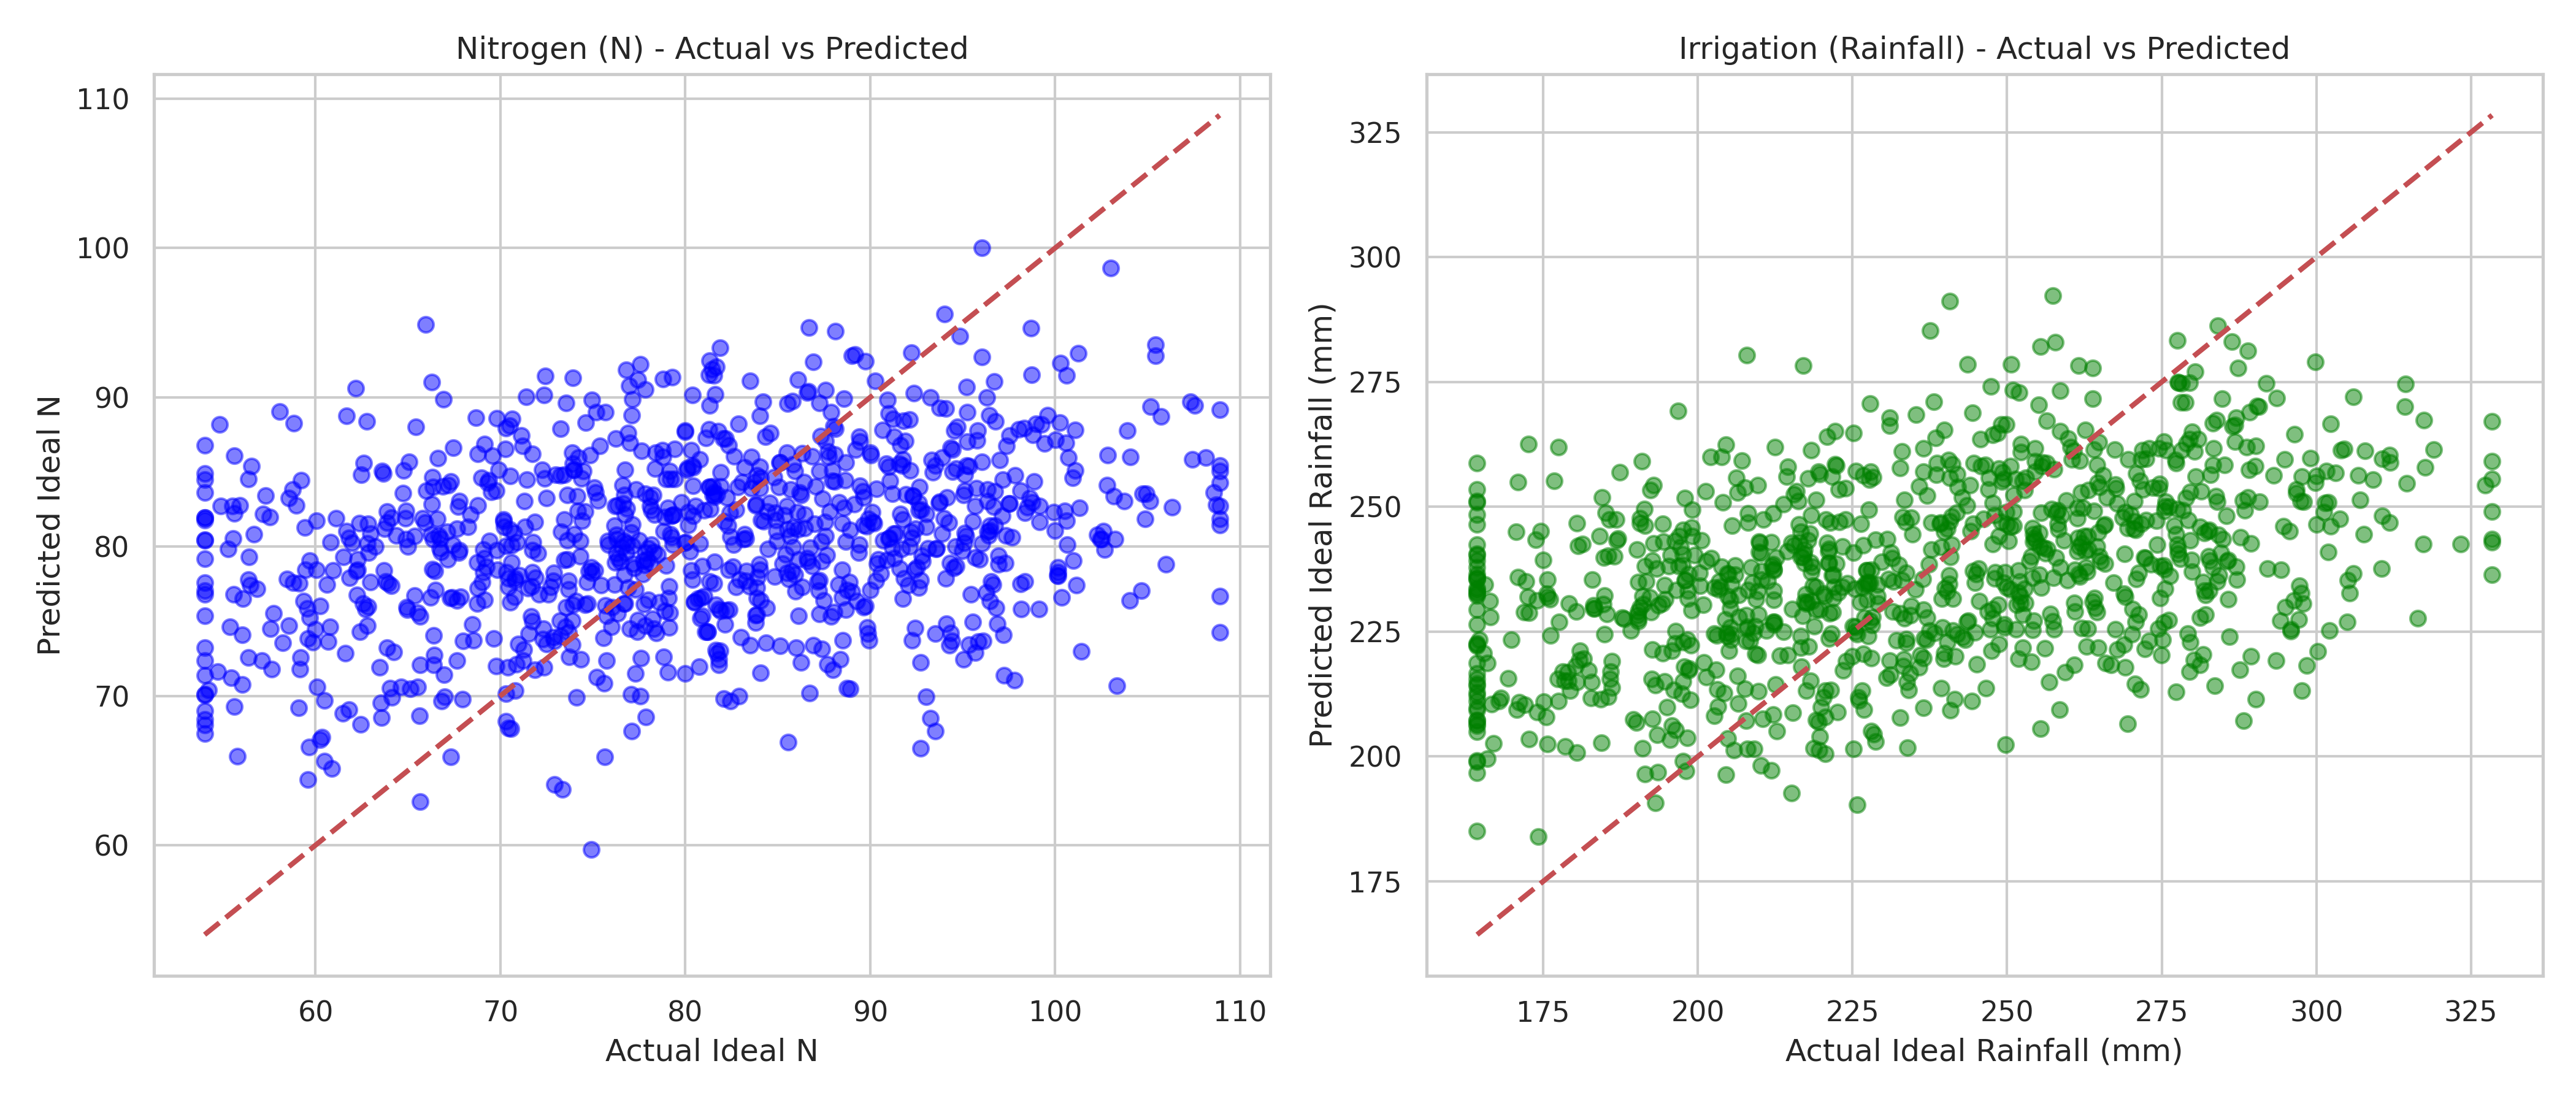 Nitrogen (N) - Actual vs Predicted
110
100
90
80
70
60
Predicted Ideal N
60 70 80 90 100 110
Actual Ideal N
Irrigation (Rainfall) - Actual vs Predicted
325
300
275
250
225
200
175
Predicted Ideal Rainfall (mm)
175 200 225 250 275 300 325
Actual Ideal Rainfall (mm)